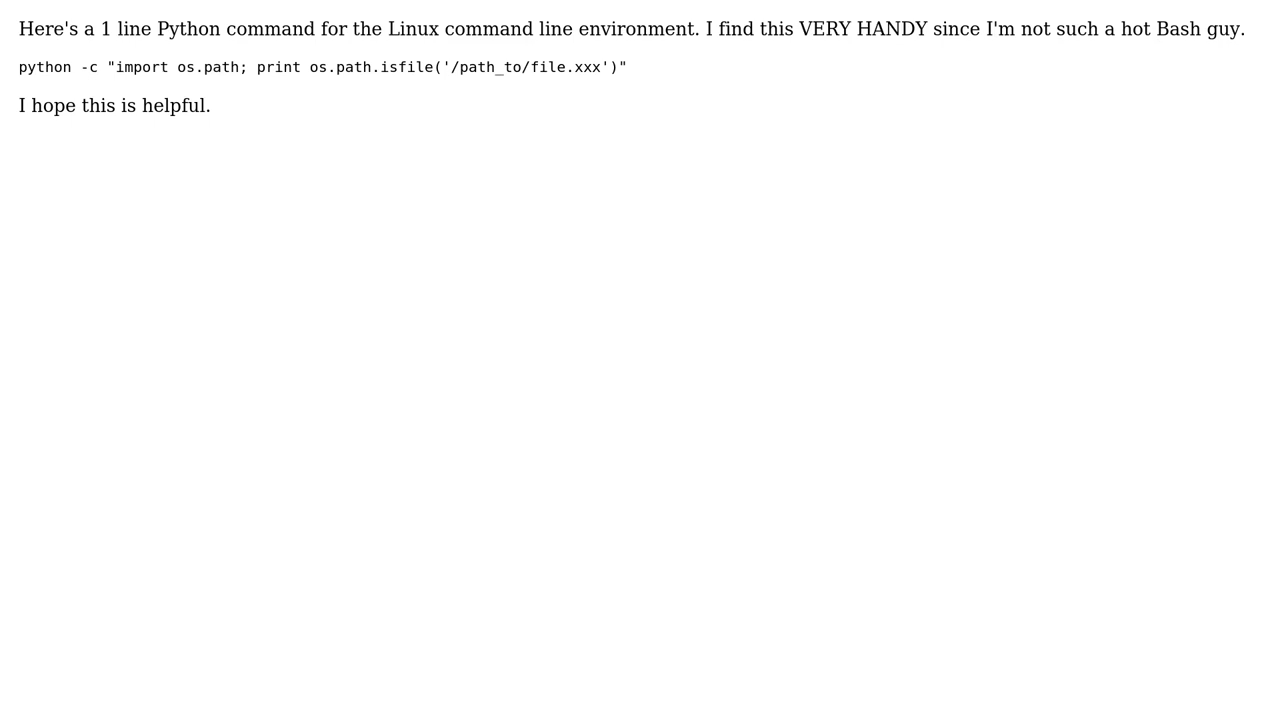 Here's a 1 line Python command for the Linux command line environment. I find this VERY HANDY since I'm not such a hot Bash guy.
python -c "import os.path; print os.path.isfile('/path_to/file.xxx')"
I hope this is helpful.